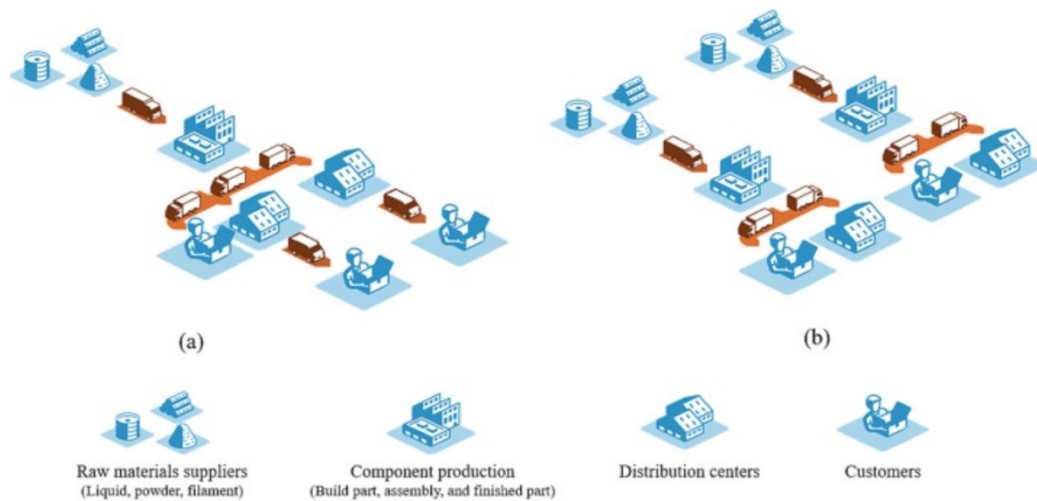 (a)
(b)
Raw materials suppliers
(Liquid, powder, filament)
Component production
(Build part, assembly, and finished part)
Distribution centers
Customers